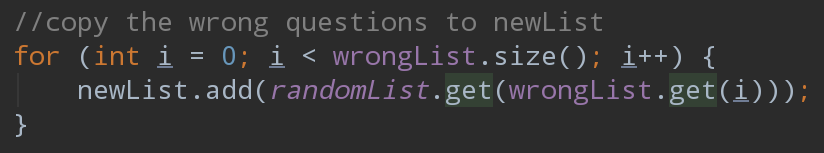 //copy the wrong questions to newList
for (int i = 0; i < wrongList.size(); i++) {
    newList.add(randomList.get(wrongList.get(i)));
}